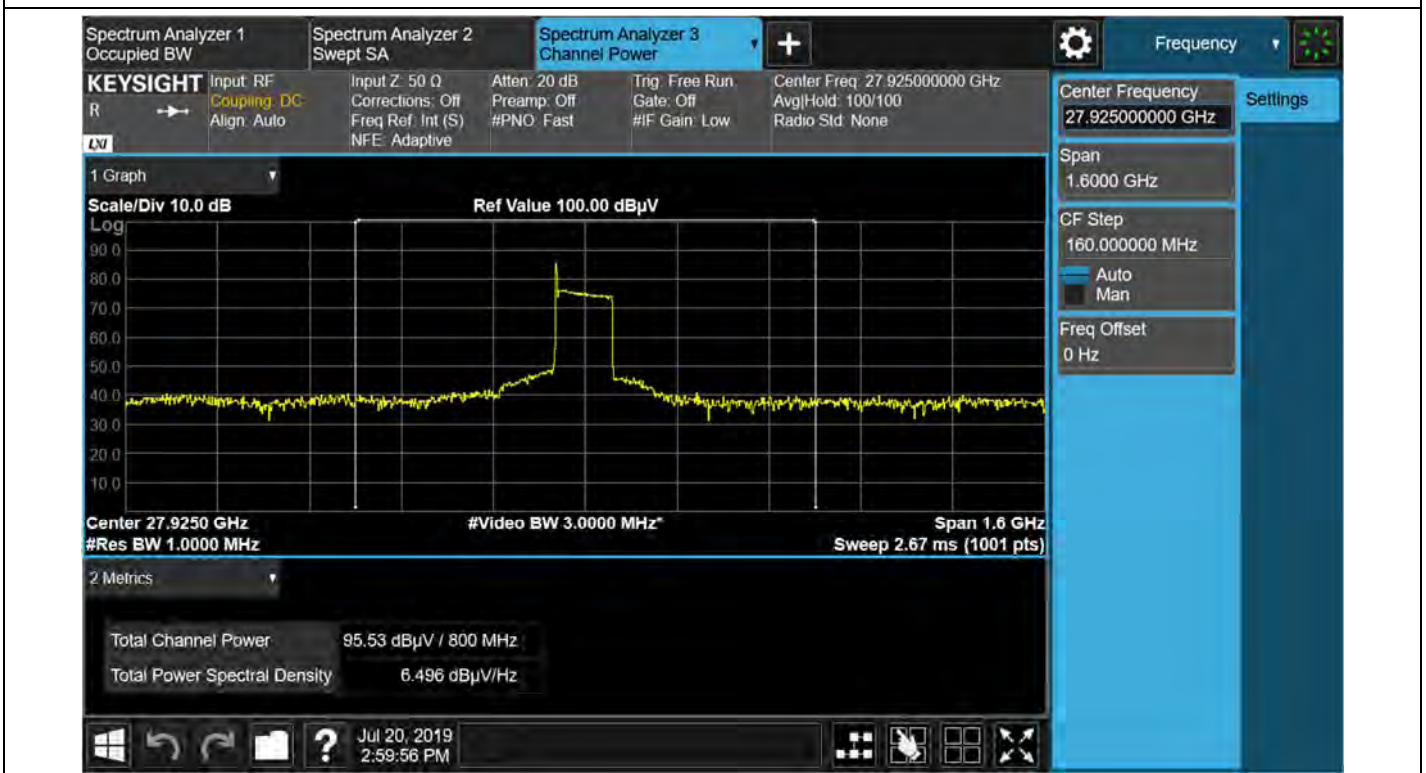 Spectrum Analyzer 1
Occupied BW
Spectrum Analyzer 2
Swept SA
Spectrum Analyzer 3
Channel Power
+
Frequency
KEYSIGHT
R
LXI
Input: RF
Coupling: DC
Align: Auto
Input Z: 50 Ω
Corrections: Off
Freq Ref: Int (S)
NFE: Adaptive
Atten: 20 dB
Preamp: Off
#PNO: Fast
Trig: Free Run
Gate: Off
#IF Gain: Low
Center Freq: 27.925000000 GHz
Avg|Hold: 100/100
Radio Std: None
Center Frequency
27.925000000 GHz
Settings
Span
1.6000 GHz
CF Step
160.000000 MHz
Auto
Man
Freq Offset
0 Hz
1 Graph
Scale/Div 10.0 dB
Ref Value 100.00 dBµV
Log
90.0
80.0
70.0
60.0
50.0
40.0
30.0
20.0
10.0
Center 27.9250 GHz
#Video BW 3.0000 MHz*
Span 1.6 GHz
#Res BW 1.0000 MHz
Sweep 2.67 ms (1001 pts)
2 Metrics
Total Channel Power 95.53 dBµV / 800 MHz
Total Power Spectral Density 6.496 dBµV/Hz
?
Jul 20, 2019
2:59:56 PM